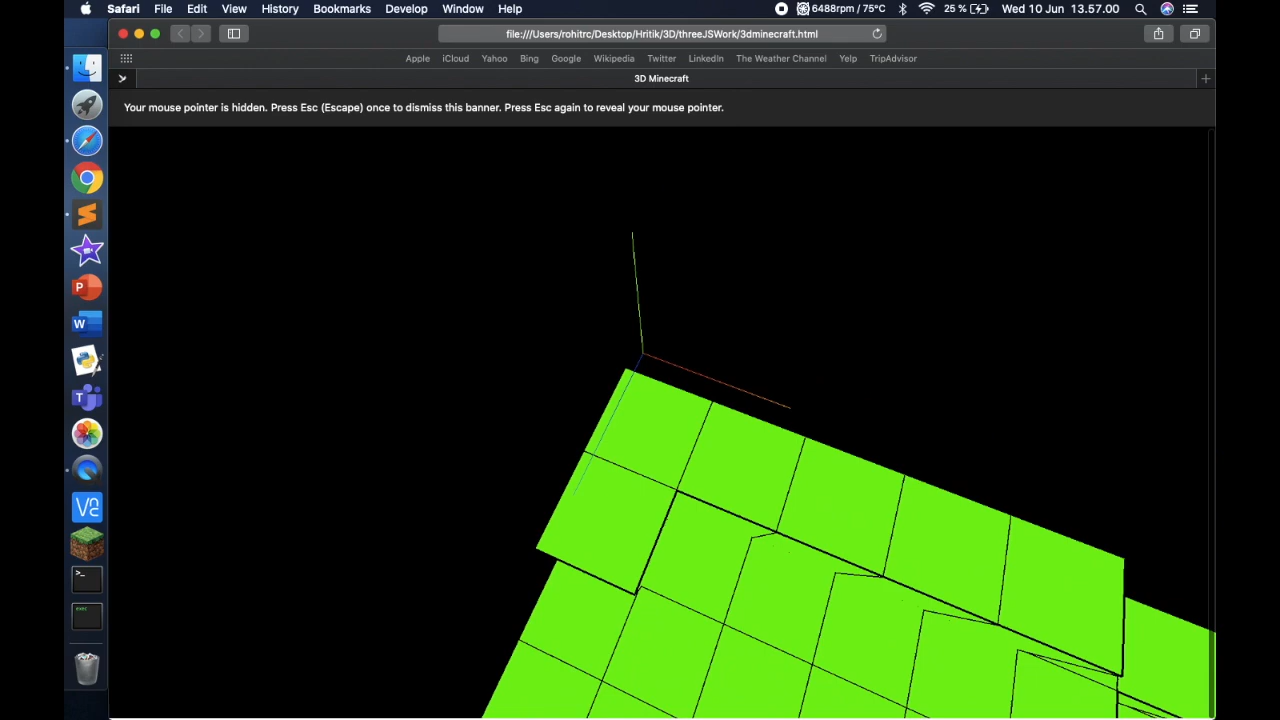 Safari File Edit View History Bookmarks Develop Window Help 6488rpm / 75°C 25 % Wed 10 Jun 13.57.00
file:///Users/rohitrc/Desktop/Hritik/3D/threeJSWork/3dminecraft.html
Apple iCloud Yahoo Bing Google Wikipedia Twitter LinkedIn The Weather Channel Yelp TripAdvisor
3D Minecraft
Your mouse pointer is hidden. Press Esc (Escape) once to dismiss this banner. Press Esc again to reveal your mouse pointer.
P
W
T
V2
>_
exec